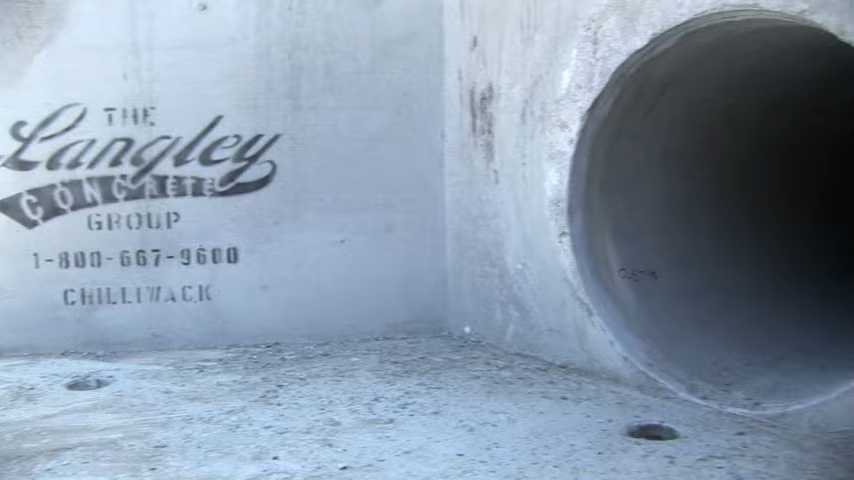 THE
Langley
CONCRETE
GROUP
1-800-667-9600
CHILLIWACK